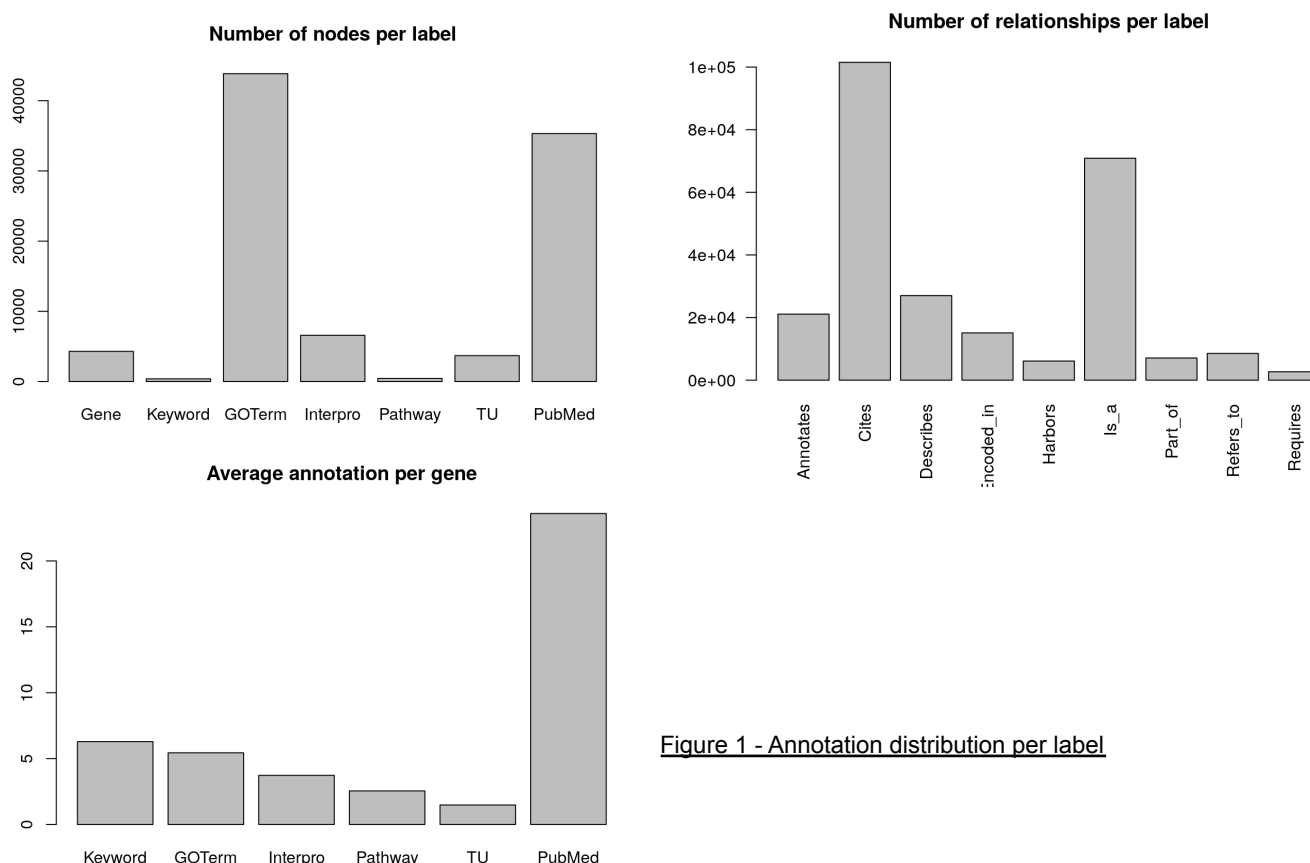 Number of nodes per label
40000
30000
20000
10000
0
Gene Keyword GOTerm Interpro Pathway TU PubMed
Number of relationships per label
1e+05
8e+04
6e+04
4e+04
2e+04
0e+00
Annotates
Cites
Describes
Encoded_in
Harbors
Is_a
Part_of
Refers_to
Requires
Average annotation per gene
20
15
10
5
0
Keyword GOTerm Interpro Pathway TU PubMed
Figure 1 - Annotation distribution per label